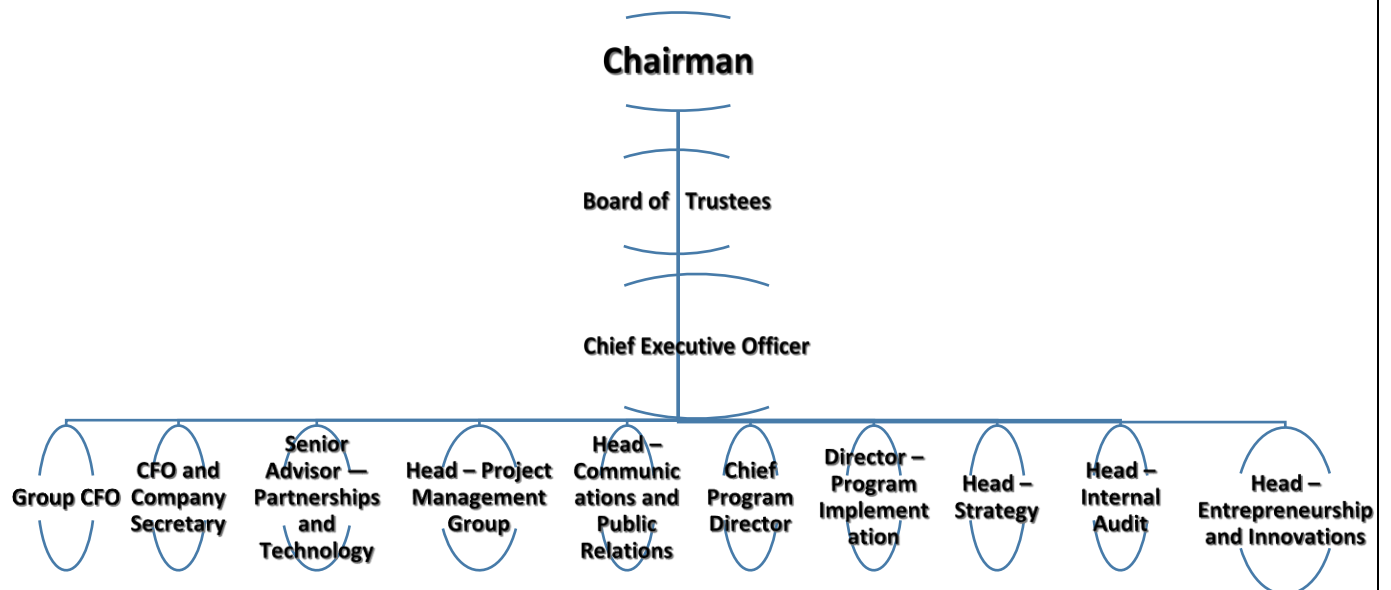 Chairman
Board of Trustees
Chief Executive Officer
Group CFO
CFO and
Company
Secretary
Senior
Advisor —
Partnerships
and
Technology
Head – Project
Management
Group
Head –
Communic
ations and
Public
Relations
Chief
Program
Director
Director –
Program
Implement
ation
Head –
Strategy
Head –
Internal
Audit
Head –
Entrepreneurship
and Innovations